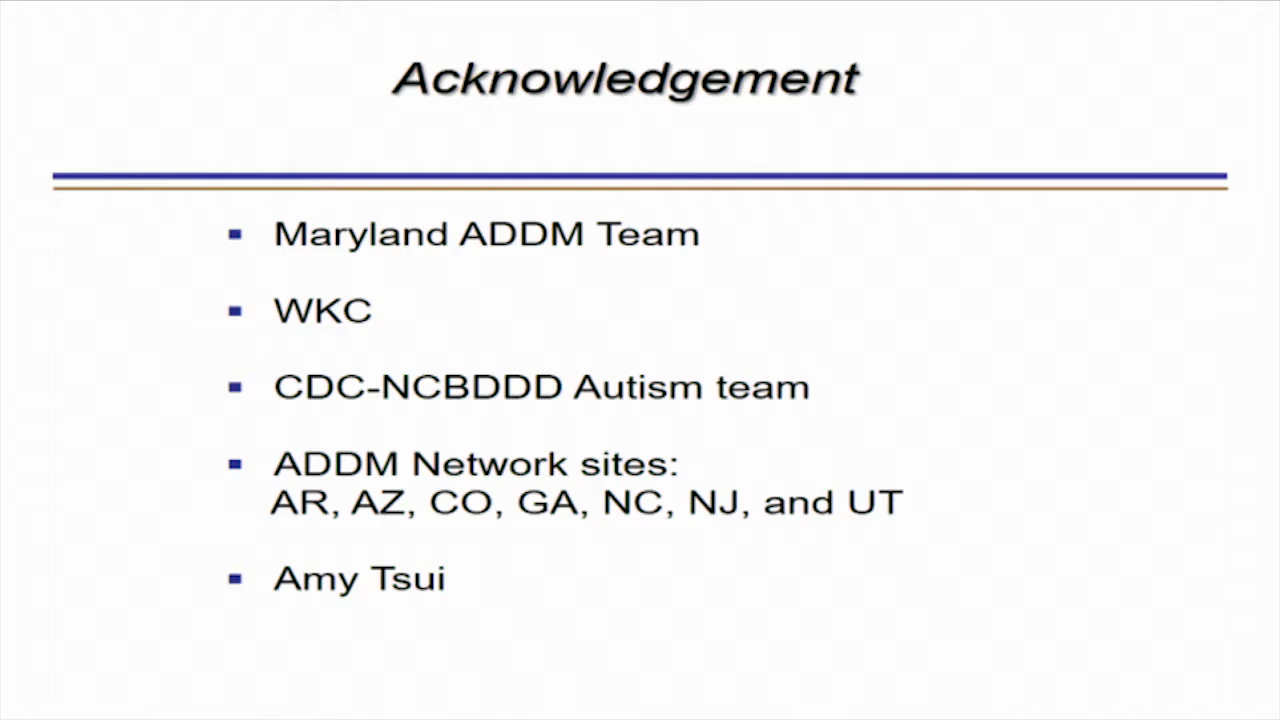 Acknowledgement
Maryland ADDM Team
WKC
CDC-NCBDDD Autism team
ADDM Network sites:
AR, AZ, CO, GA, NC, NJ, and UT
Amy Tsui